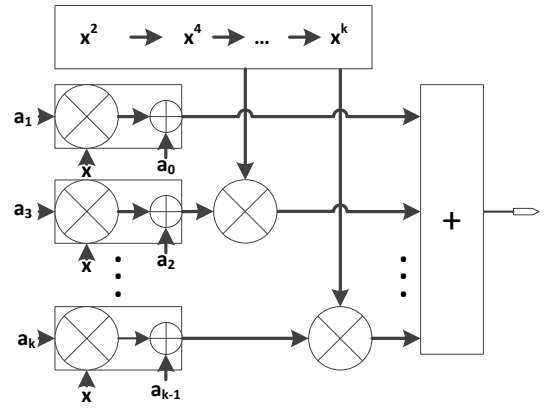 x² → x⁴ → ... → xᵏ
a₁
x
a₀
a₃
x
a₂
+
aₖ
x
aₖ₋₁